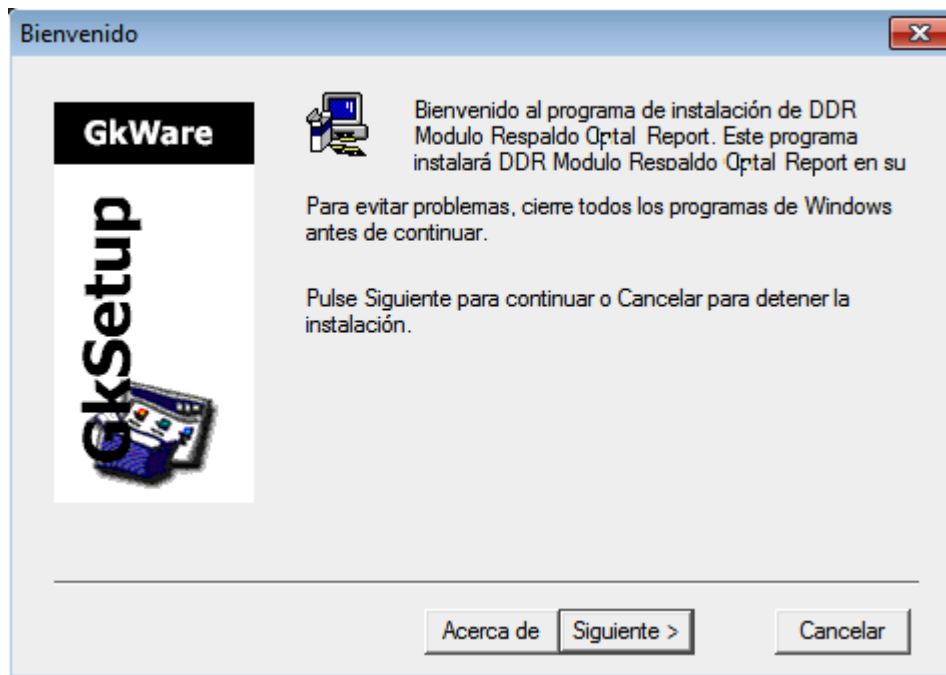 Bienvenido
GkWare
GkSetup
Bienvenido al programa de instalación de DDR
Modulo Respaldo Optal Report. Este programa
instalará DDR Modulo Respaldo Optal Report en su
Para evitar problemas, cierre todos los programas de Windows
antes de continuar.
Pulse Siguiente para continuar o Cancelar para detener la
instalación.
Acerca de
Siguiente >
Cancelar